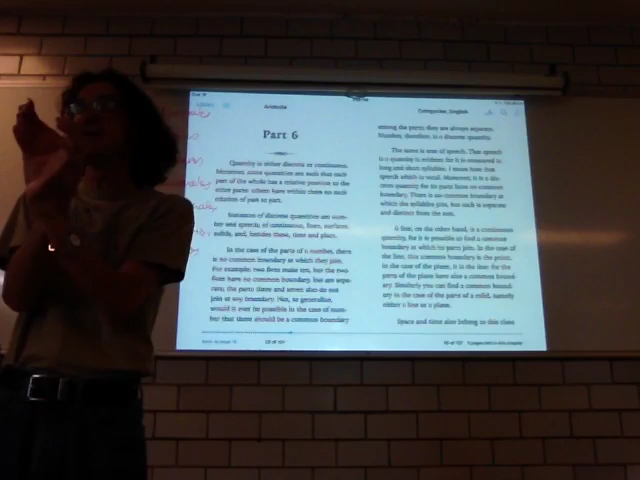 Aristotle
Categories, English
Part 6
Quantity is either discrete or continuous.
Moreover, some quantities are such that each
part of the whole has a relative position to the
other parts: others have within them no such
relation of part to part.
Instances of discrete quantities are num-
ber and speech; of continuous, lines, surfaces,
solids, and, besides these, time and place.
In the case of the parts of a number, there
is no common boundary at which they join.
For example: two fives make ten, but the two
fives have no common boundary, but are sepa-
rate; the parts three and seven also do not
join at any boundary. Nor, to generalize,
would it ever be possible in the case of num-
ber that there should be a common boundary
among the parts; they are always separate.
Number, therefore, is a discrete quantity.
The same is true of speech. That speech
is a quantity is evident: for it is measured in
long and short syllables. I mean here that
speech which is vocal. Moreover, it is a dis-
crete quantity for its parts have no common
boundary. There is no common boundary at
which the syllables join, but each is separate
and distinct from the rest.
A line, on the other hand, is a continuous
quantity, for it is possible to find a common
boundary at which its parts join. In the case of
the line, this common boundary is the point;
in the case of the plane, it is the line: for the
parts of the plane have also a common bound-
ary. Similarly you can find a common bound-
ary in the case of the parts of a solid, namely
either a line or a plane.
Space and time also belong to this class